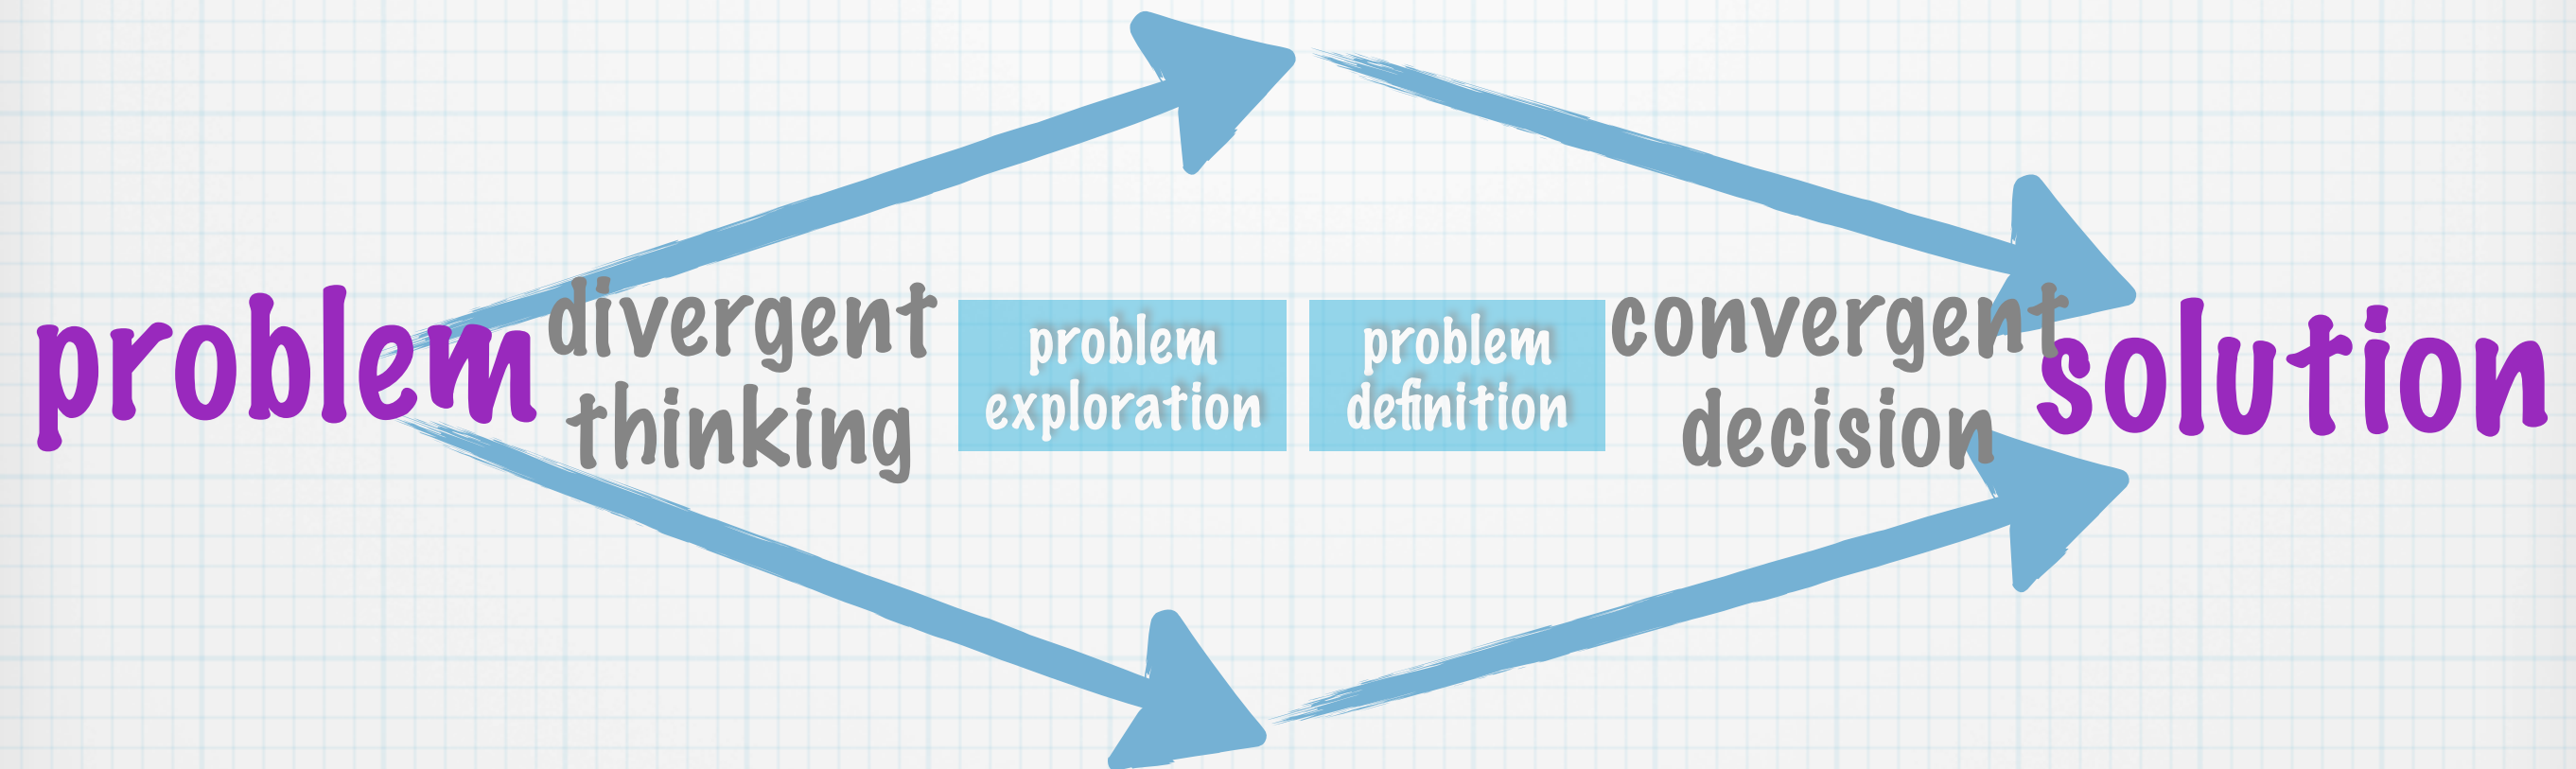 problem
divergent
thinking
problem
exploration
problem
definition
convergent
decision
solution